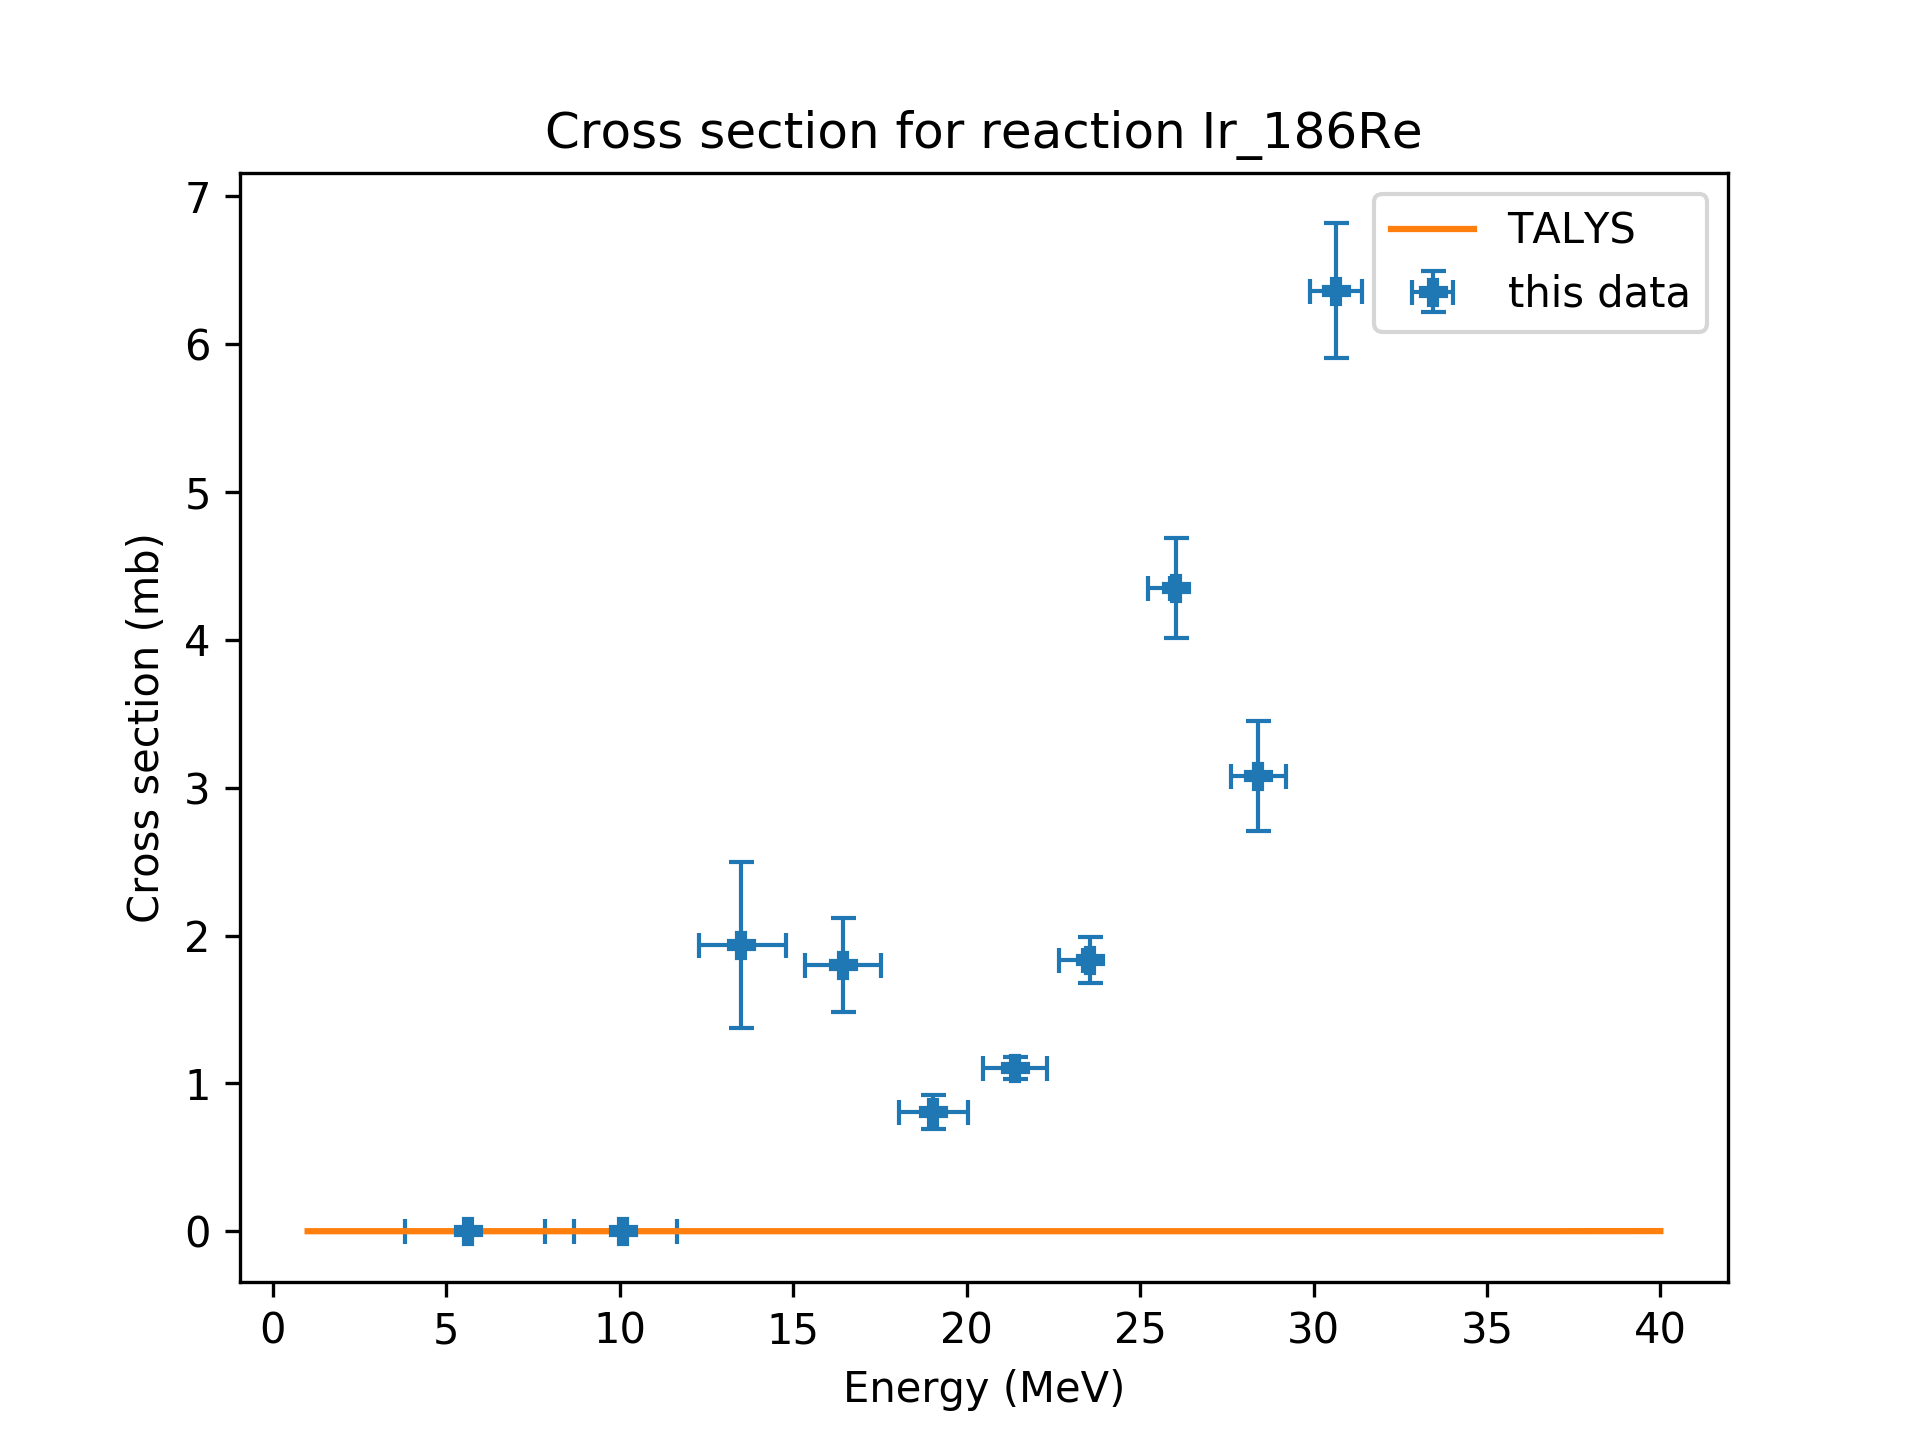 Cross section for reaction Ir_186Re
TALYS
this data
7
6
5
4
3
2
1
0
Cross section (mb)
0 5 10 15 20 25 30 35 40
Energy (MeV)